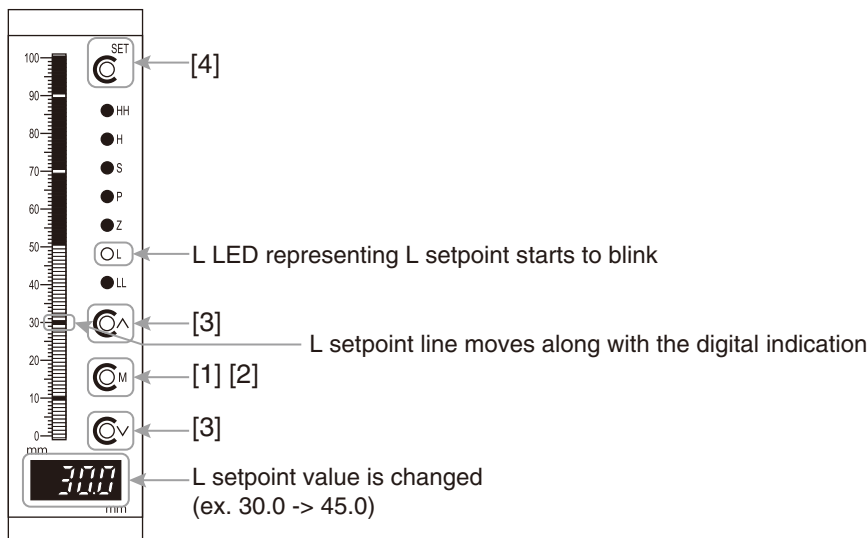 SET
100
[4]
90
HH
80
H
70
S
60
P
Z
50
L
L LED representing L setpoint starts to blink
40
LL
30
[3]
L setpoint line moves along with the digital indication
20
M
[1] [2]
10
[3]
0
mm
30.0
L setpoint value is changed
(ex. 30.0 -> 45.0)
mm